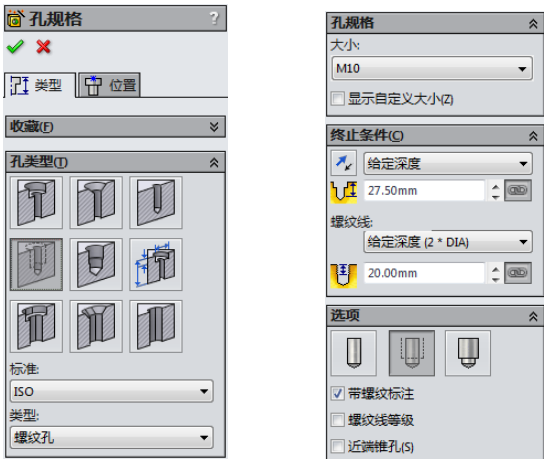 孔规格
?
类型
位置
收藏(F)
孔类型(T)
标准:
ISO
类型:
螺纹孔
孔规格
大小:
M10
显示自定义大小(Z)
终止条件(C)
给定深度
27.50mm
螺纹线:
给定深度 (2 * DIA)
20.00mm
选项
带螺纹标注
螺纹线等级
近端锥孔(S)